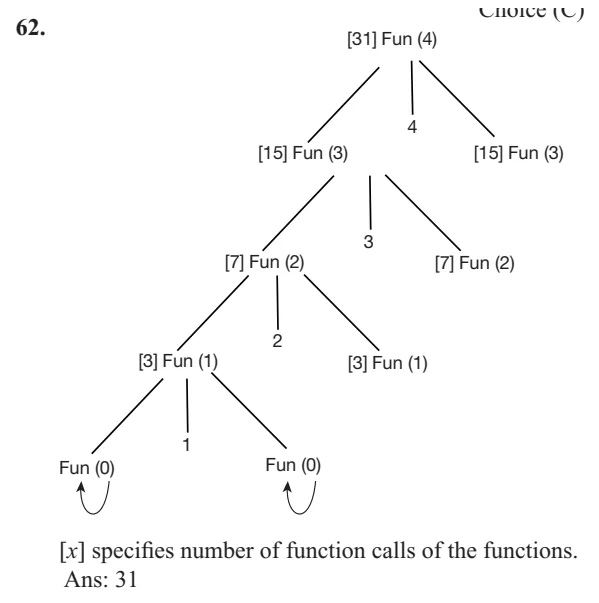 Choice (C)
62.
[31] Fun (4)
4
[15] Fun (3)
[15] Fun (3)
3
[7] Fun (2)
[7] Fun (2)
2
[3] Fun (1)
[3] Fun (1)
1
Fun (0)
Fun (0)
[x] specifies number of function calls of the functions.
Ans: 31